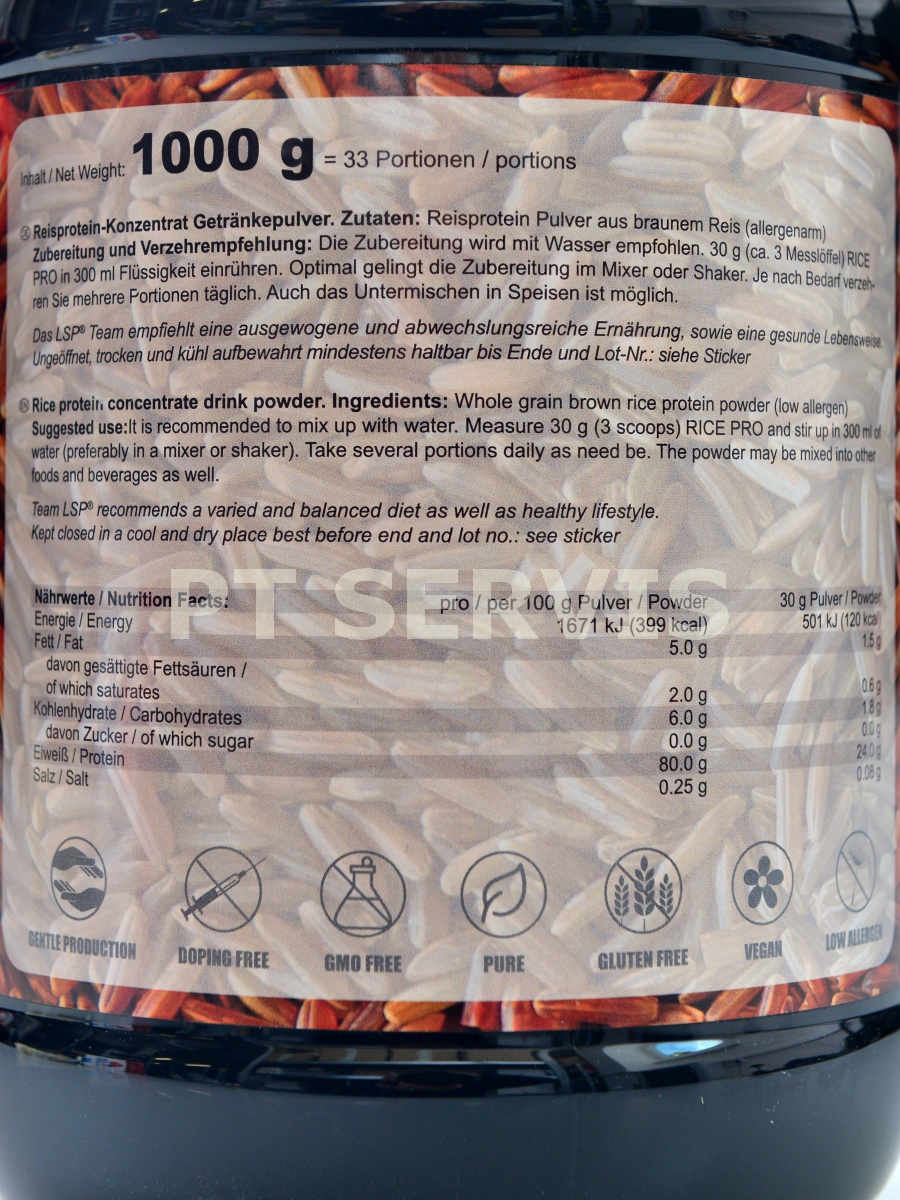 Inhalt / Net Weight: 1000 g = 33 Portionen / portions
Reisprotein-Konzentrat Getränkepulver. Zutaten: Reisprotein Pulver aus braunem Reis (allergenarm)
Zubereitung und Verzehrempfehlung: Die Zubereitung wird mit Wasser empfohlen. 30 g (ca. 3 Messlöffel) RICE
PRO in 300 ml Flüssigkeit einrühren. Optimal gelingt die Zubereitung im Mixer oder Shaker. Je nach Bedarf verzeh-
ren Sie mehrere Portionen täglich. Auch das Untermischen in Speisen ist möglich.
Das LSP® Team empfiehlt eine ausgewogene und abwechslungsreiche Ernährung, sowie eine gesunde Lebensweise.
Ungeöffnet, trocken und kühl aufbewahrt mindestens haltbar bis Ende und Lot-Nr.: siehe Sticker
Rice protein concentrate drink powder. Ingredients: Whole grain brown rice protein powder (low allergen)
Suggested use:It is recommended to mix up with water. Measure 30 g (3 scoops) RICE PRO and stir up in 300 ml of
water (preferably in a mixer or shaker). Take several portions daily as need be. The powder may be mixed into other
foods and beverages as well.
Team LSP® recommends a varied and balanced diet as well as healthy lifestyle.
Kept closed in a cool and dry place best before end and lot no.: see sticker
PT SERVIS
Nährwerte / Nutrition Facts: pro / per 100 g Pulver / Powder 30 g Pulver / Powder
Energie / Energy 1671 kJ (399 kcal) 501 kJ (120 kcal)
Fett / Fat 5.0 g 1.5 g
davon gesättigte Fettsäuren /
of which saturates 2.0 g 0.6 g
Kohlenhydrate / Carbohydrates 6.0 g 1.8 g
davon Zucker / of which sugar 0.0 g 0.0 g
Eiweiß / Protein 80.0 g 24.0 g
Salz / Salt 0.25 g 0.08 g
GENTLE PRODUCTION DOPING FREE GMO FREE PURE GLUTEN FREE VEGAN LOW ALLERGEN